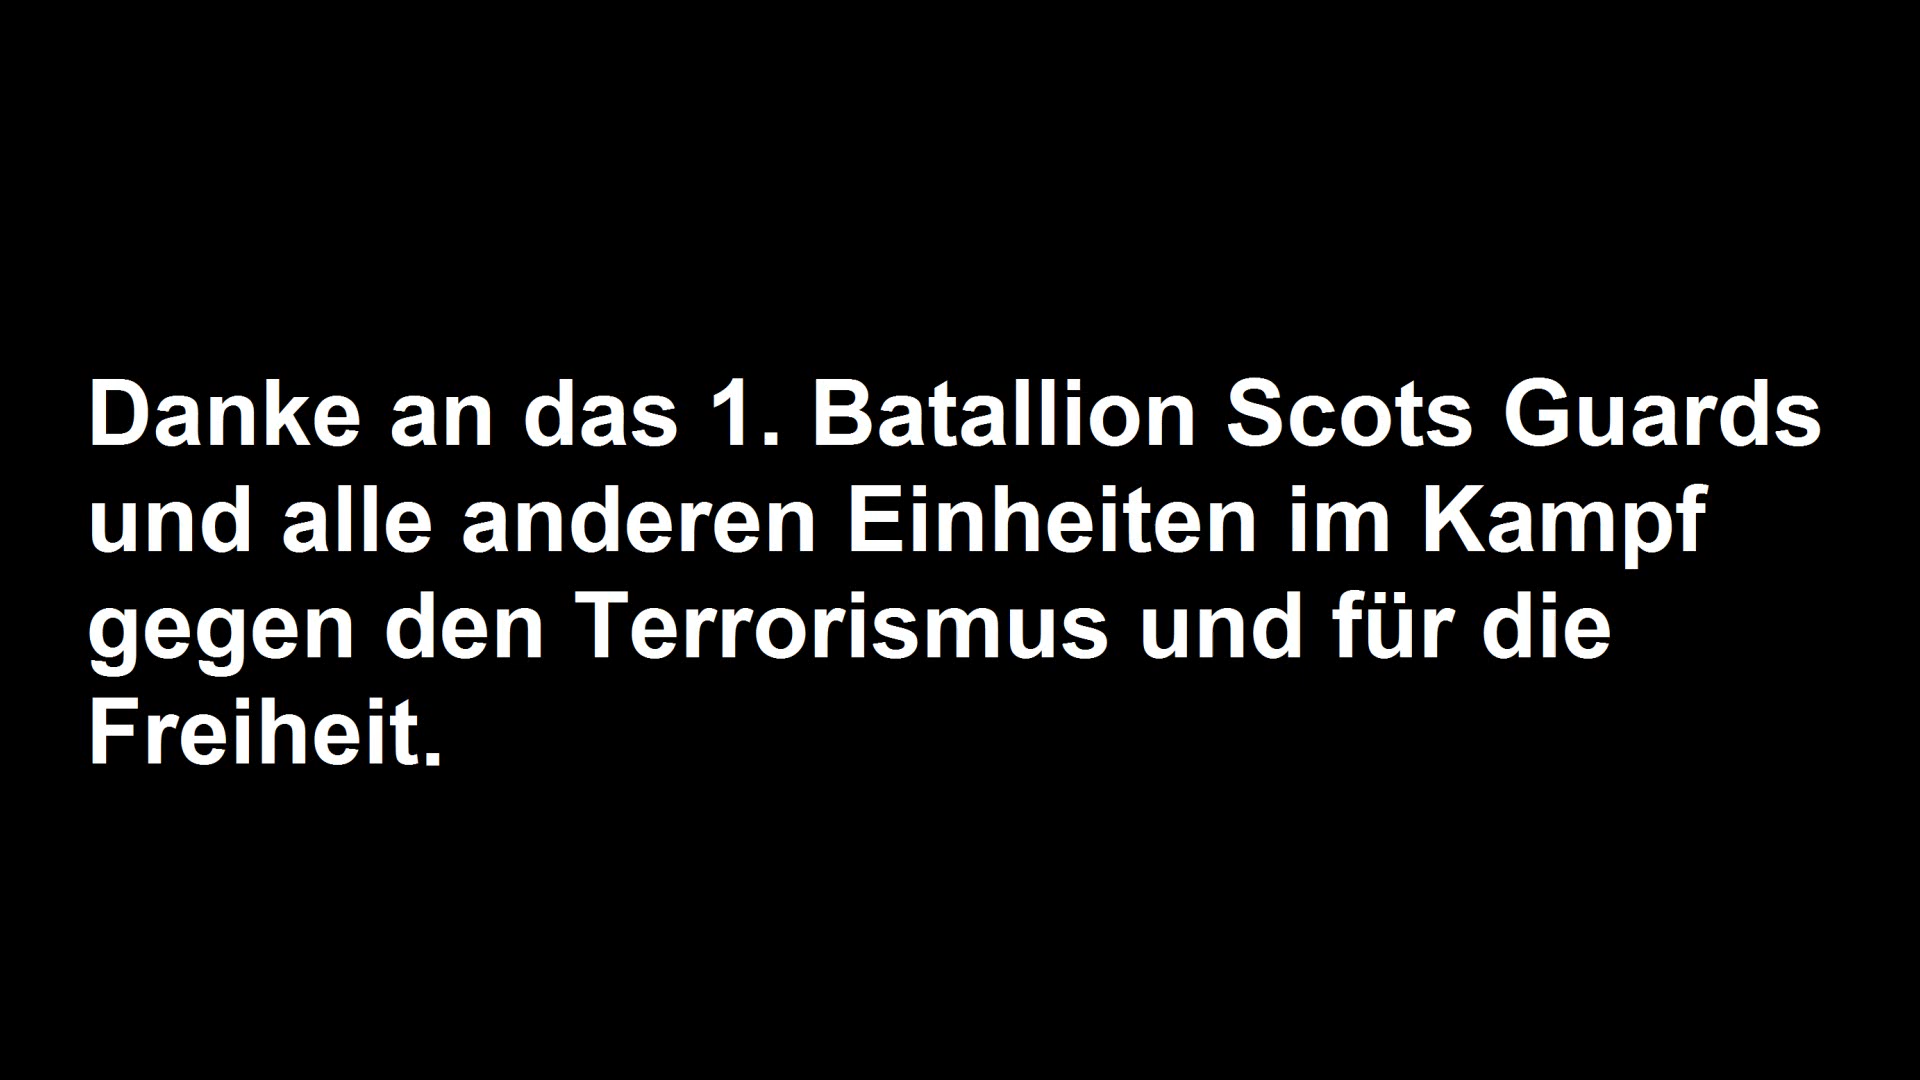 Danke an das 1. Batallion Scots Guards
und alle anderen Einheiten im Kampf
gegen den Terrorismus und für die
Freiheit.